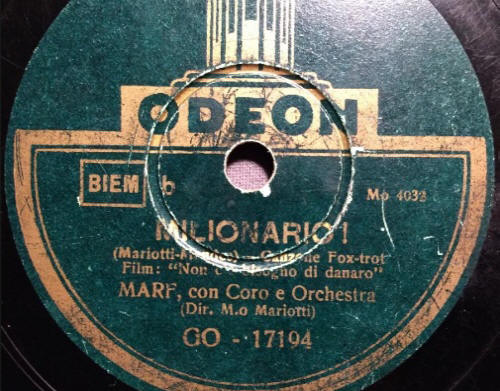 ODEON
BIEM b
Mo 4032
MILIONARIO!
(Mariotti- Canzone Fox-trot
Film: "Non bisogno di danaro"
MARF, con Coro e Orchestra
(Dir. M.o Mariotti)
GO - 17194